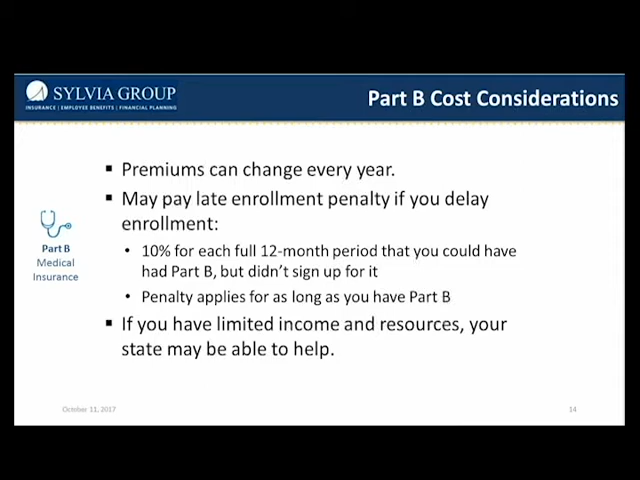 SYLVIA GROUP
INSURANCE | EMPLOYEE BENEFITS | FINANCIAL PLANNING
Part B Cost Considerations
▪ Premiums can change every year.
▪ May pay late enrollment penalty if you delay
enrollment:
• 10% for each full 12-month period that you could have
had Part B, but didn't sign up for it
• Penalty applies for as long as you have Part B
▪ If you have limited income and resources, your
state may be able to help.
Part B
Medical
Insurance
October 11, 2017
14